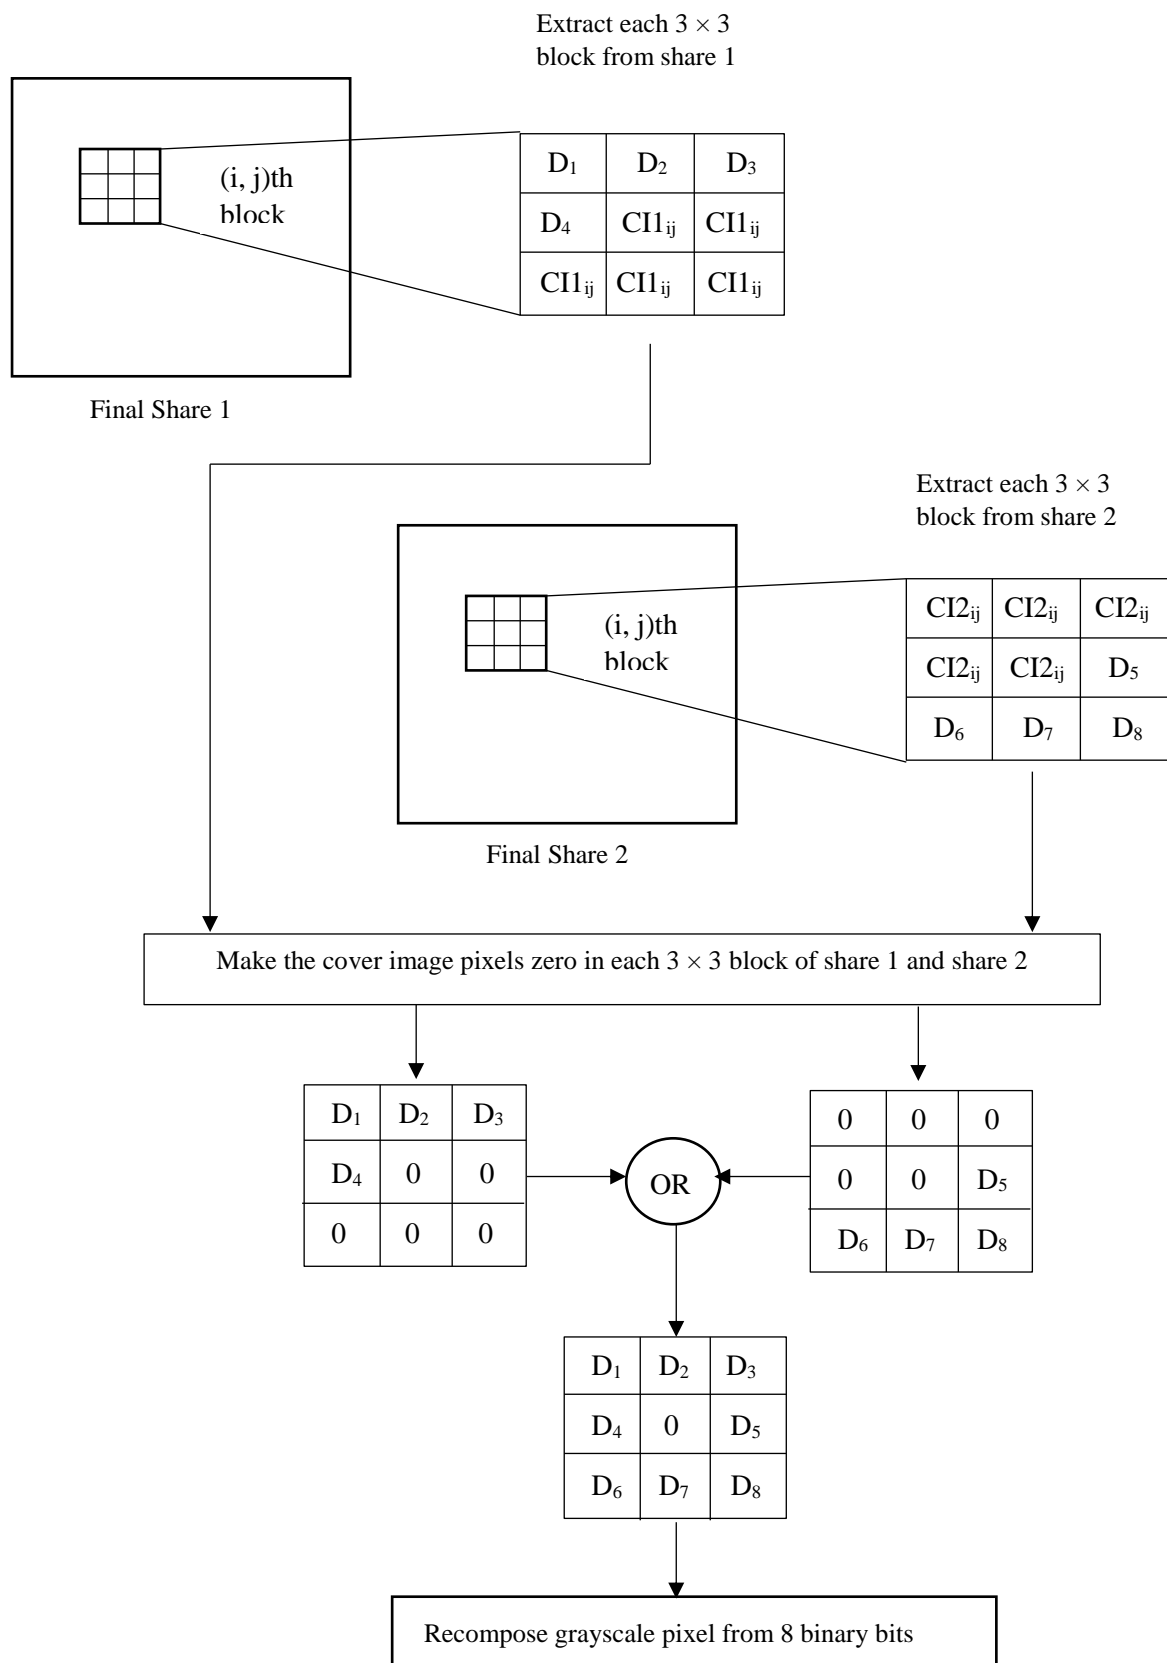 Extract each 3 × 3
block from share 1
(i, j)th
block
D₁ D₂ D₃
D₄ CI1ᵢⱼ CI1ᵢⱼ
CI1ᵢⱼ CI1ᵢⱼ CI1ᵢⱼ
Final Share 1
Extract each 3 × 3
block from share 2
(i, j)th
block
CI2ᵢⱼ CI2ᵢⱼ CI2ᵢⱼ
CI2ᵢⱼ CI2ᵢⱼ D₅
D₆ D₇ D₈
Final Share 2
Make the cover image pixels zero in each 3 × 3 block of share 1 and share 2
D₁ D₂ D₃
D₄ 0 0
0 0 0
OR
0 0 0
0 0 D₅
D₆ D₇ D₈
D₁ D₂ D₃
D₄ 0 D₅
D₆ D₇ D₈
Recompose grayscale pixel from 8 binary bits